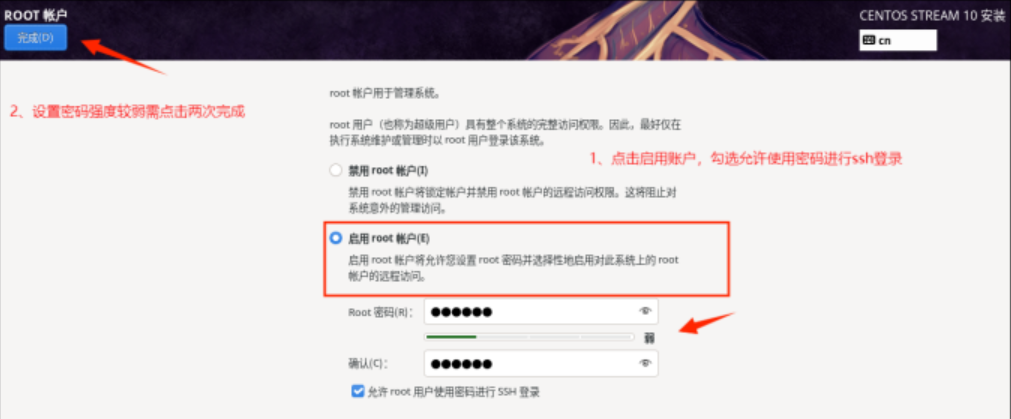 ROOT 帐户
CENTOS STREAM 10 安装
完成(D)
cn
2、设置密码强度较弱需点击两次完成
root 帐户用于管理系统。
root 用户（也称为超级用户）具有整个系统的完整访问权限。因此，最好仅在
执行系统维护或管理时以 root 用户登录该系统。
1、点击启用账户，勾选允许使用密码进行ssh登录
禁用 root 帐户(I)
禁用 root 帐户将锁定帐户并禁用 root 帐户的远程访问权限。这将阻止对
系统意外的管理访问。
启用 root 帐户(E)
启用 root 帐户将允许您设置 root 密码并选择性地启用对此系统上的 root
帐户的远程访问。
Root 密码(R)：
●●●●●●
弱
确认(C)：
●●●●●●
允许 root 用户使用密码进行 SSH 登录